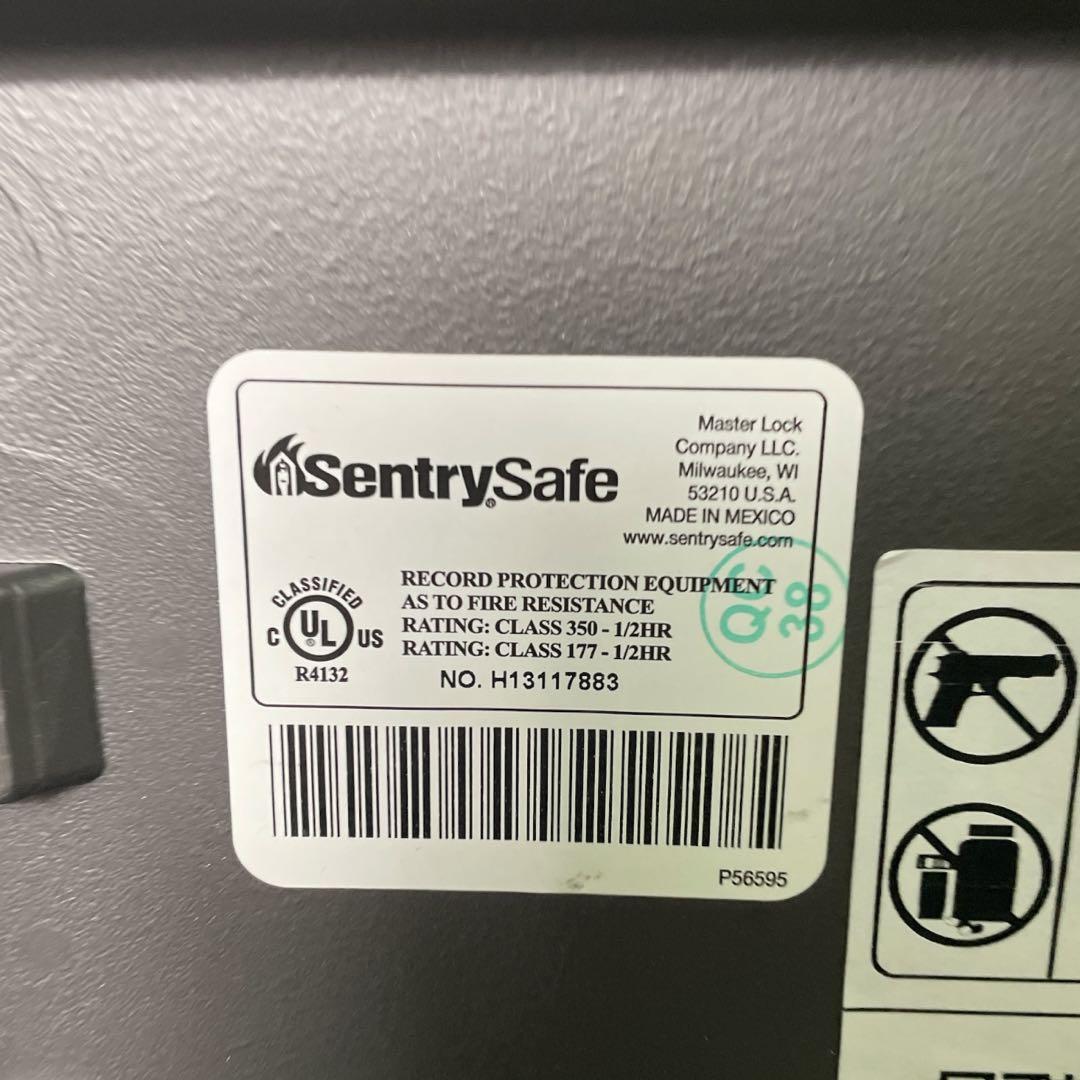 SentrySafe®
Master Lock
Company LLC.
Milwaukee, WI
53210 U.S.A.
MADE IN MEXICO
www.sentrysafe.com
CLASSIFIED
C UL® US
R4132
RECORD PROTECTION EQUIPMENT
AS TO FIRE RESISTANCE
RATING: CLASS 350 - 1/2HR
RATING: CLASS 177 - 1/2HR
NO. H13117883
QC
38
P56595